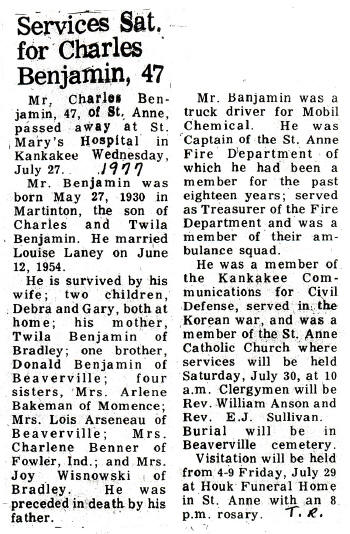 Services Sat.
for Charles
Benjamin, 47
Mr. Charles Ben-
jamin, 47, of St. Anne,
passed away at St.
Mary's Hospital in
Kankakee Wednesday,
July 27. 1977
Mr. Benjamin was
born May 27, 1930 in
Martinton, the son of
Charles and Twila
Benjamin. He married
Louise Laney on June
12, 1954.
He is survived by his
wife; two children,
Debra and Gary, both at
home; his mother,
Twila Benjamin of
Bradley; one brother,
Donald Benjamin of
Beaverville; four
sisters, Mrs. Arlene
Bakeman of Momence;
Mrs. Lois Arseneau of
Beaverville; Mrs.
Charlene Benner of
Fowler, Ind.; and Mrs.
Joy Wisnowski of
Bradley. He was
preceded in death by his
father.
Mr. Banjamin was a
truck driver for Mobil
Chemical. He was
Captain of the St. Anne
Fire Department of
which he had been a
member for the past
eighteen years; served
as Treasurer of the Fire
Department and was a
member of their am-
bulance squad.
He was a member of
the Kankakee Com-
munications for Civil
Defense, served in the
Korean war, and was a
member of the St. Anne
Catholic Church where
services will be held
Saturday, July 30, at 10
a.m. Clergymen will be
Rev. William Anson and
Rev. E.J. Sullivan.
Burial will be in
Beaverville cemetery.
Visitation will be held
from 4-9 Friday, July 29
at Houk Funeral Home
in St. Anne with an 8
p.m. rosary. T.R.